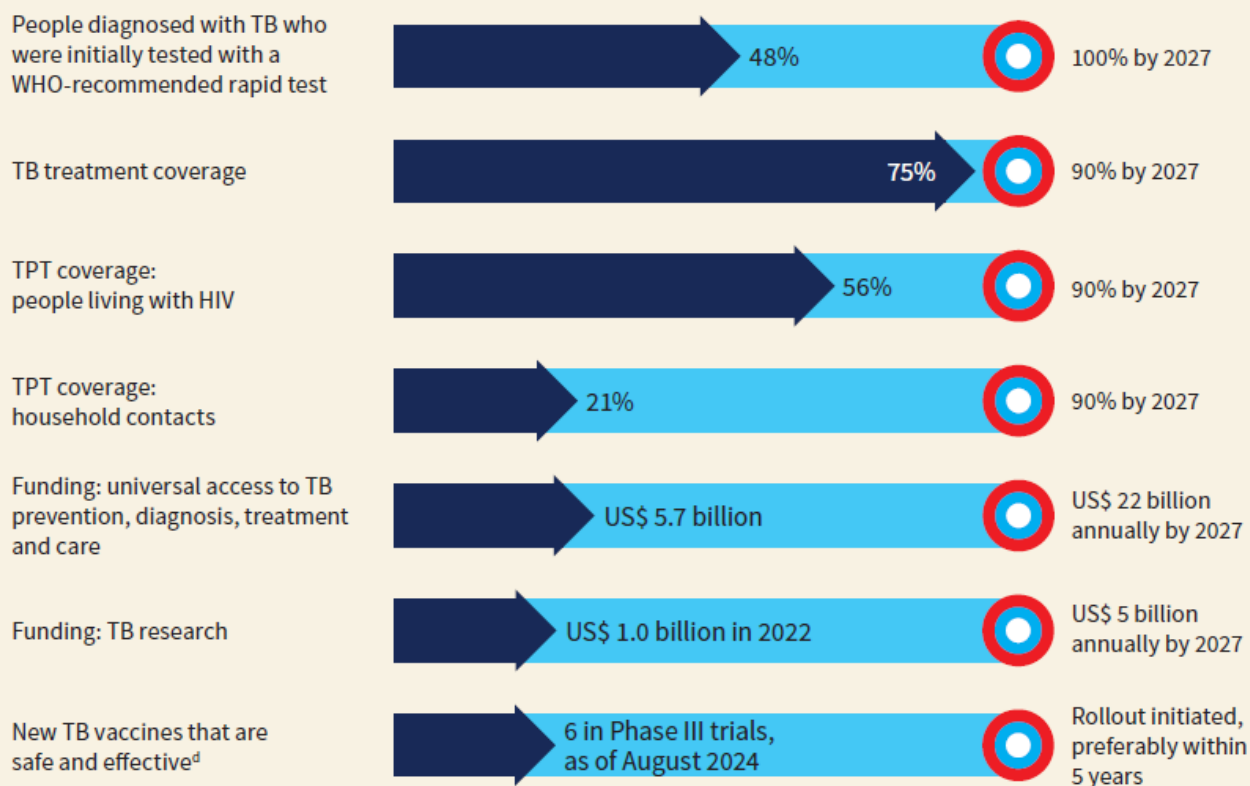 People diagnosed with TB who
were initially tested with a
WHO-recommended rapid test
48%
100% by 2027
TB treatment coverage
75%
90% by 2027
TPT coverage:
people living with HIV
56%
90% by 2027
TPT coverage:
household contacts
21%
90% by 2027
Funding: universal access to TB
prevention, diagnosis, treatment
and care
US$ 5.7 billion
US$ 22 billion
annually by 2027
Funding: TB research
US$ 1.0 billion in 2022
US$ 5 billion
annually by 2027
New TB vaccines that are
safe and effectiveᵈ
6 in Phase III trials,
as of August 2024
Rollout initiated,
preferably within
5 years